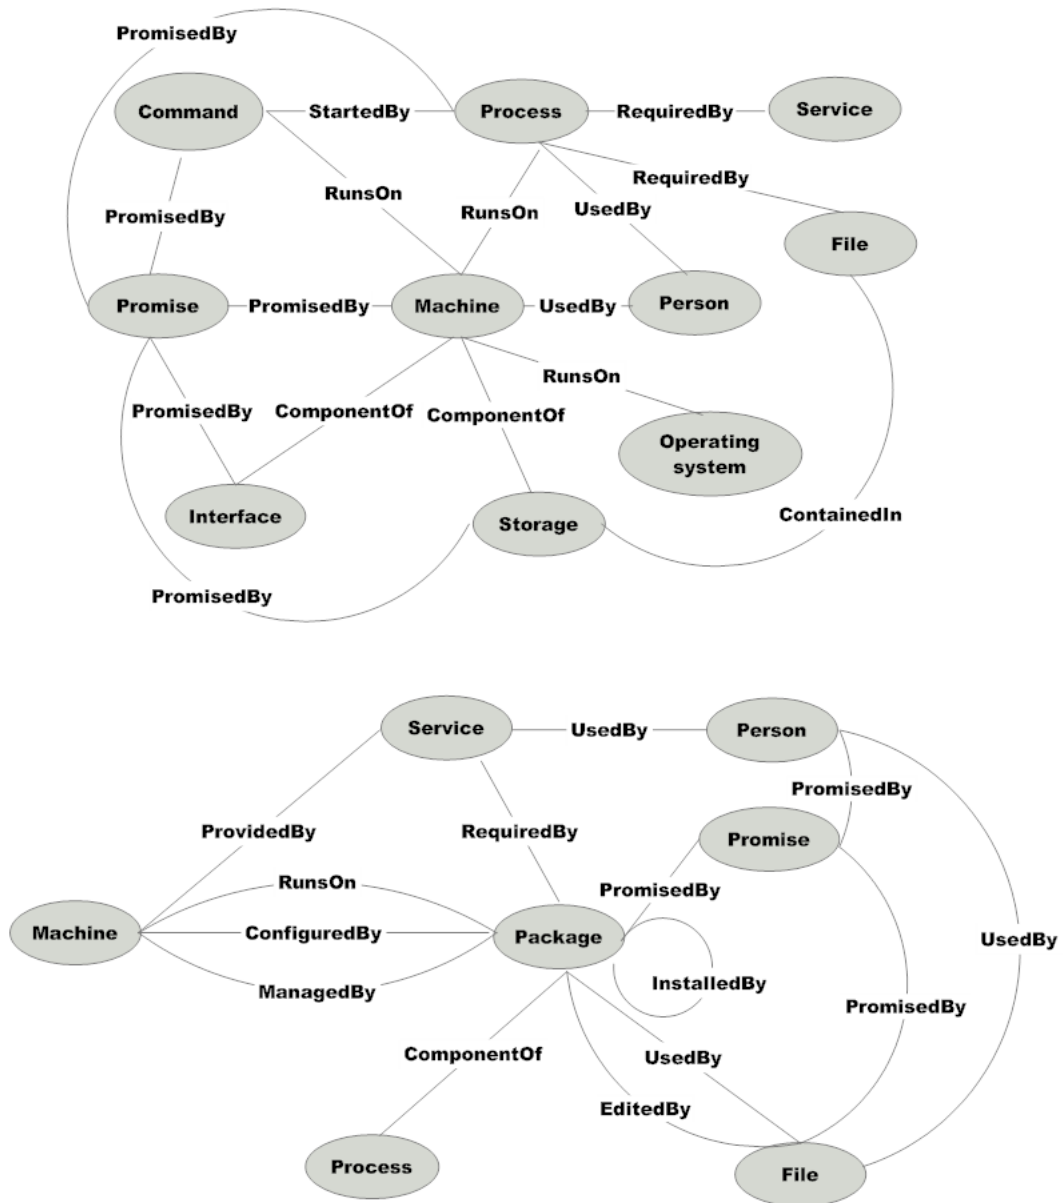 PromisedBy
Command
StartedBy
Process
RequiredBy
Service
RequiredBy
RunsOn
RunsOn
UsedBy
PromisedBy
File
Promise
PromisedBy
Machine
UsedBy
Person
RunsOn
PromisedBy
ComponentOf
ComponentOf
Operating
system
Interface
Storage
ContainedIn
PromisedBy
Service
UsedBy
Person
PromisedBy
ProvidedBy
RequiredBy
Promise
RunsOn
PromisedBy
Machine
ConfiguredBy
Package
UsedBy
InstalledBy
ManagedBy
PromisedBy
ComponentOf
UsedBy
EditedBy
Process
File